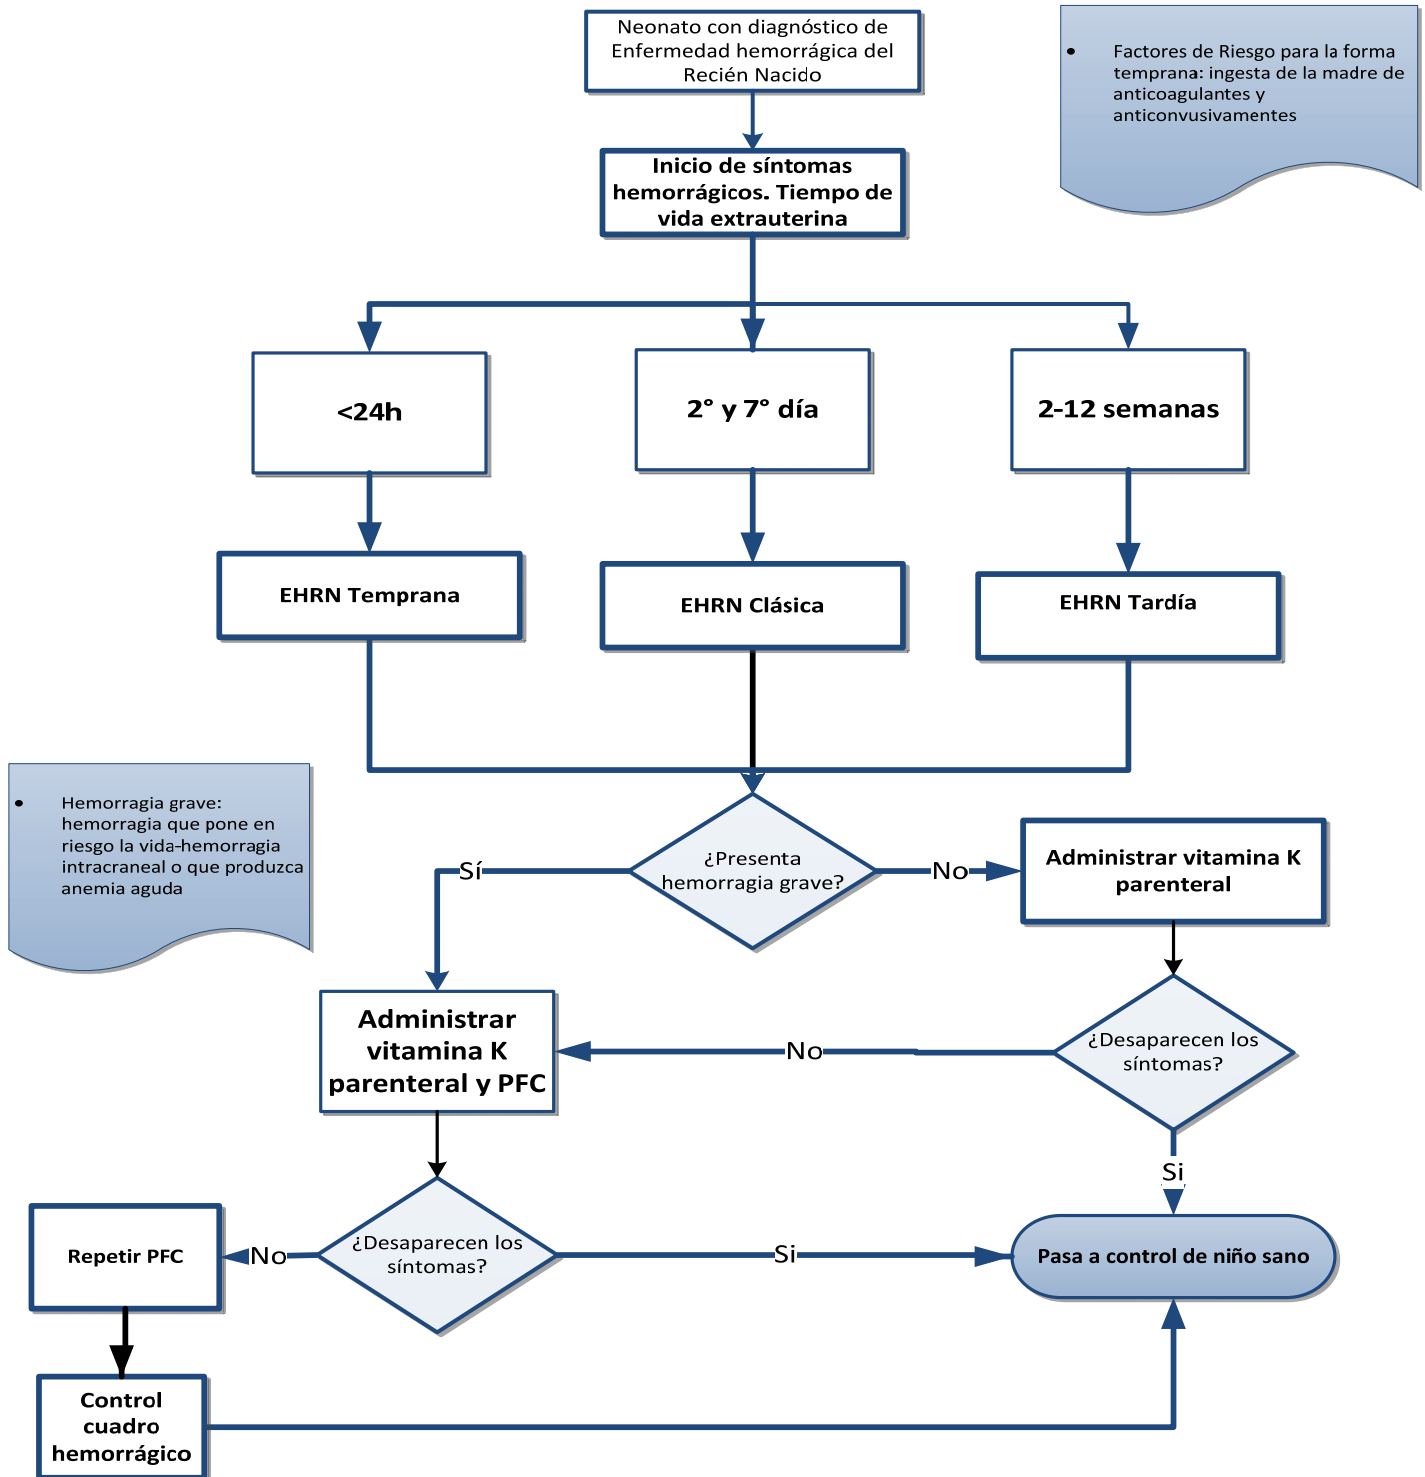 Neonato con diagnóstico de
Enfermedad hemorrágica del
Recién Nacido
• Factores de Riesgo para la forma
temprana: ingesta de la madre de
anticoagulantes y
anticonvusivamentes
Inicio de síntomas
hemorrágicos. Tiempo de
vida extrauterina
<24h
2° y 7° día
2-12 semanas
EHRN Temprana
EHRN Clásica
EHRN Tardía
• Hemorragia grave:
hemorragia que pone en
riesgo la vida-hemorragia
intracraneal o que produzca
anemia aguda
¿Presenta
hemorragia grave?
Sí
No
Administrar vitamina K
parenteral
Administrar
vitamina K
parenteral y PFC
No
¿Desaparecen los
síntomas?
Si
Repetir PFC
No
¿Desaparecen los
síntomas?
Si
Pasa a control de niño sano
Control
cuadro
hemorrágico